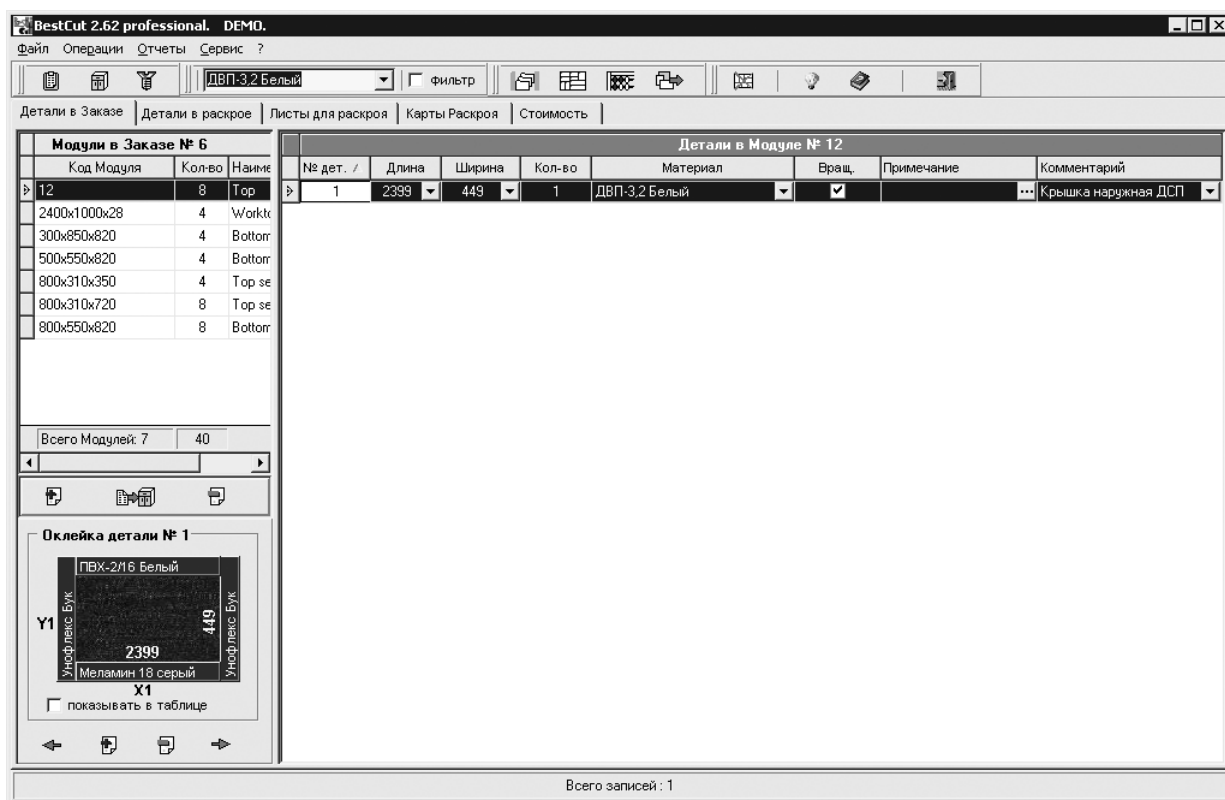 BestCut 2.62 professional. DEMO.
Файл Операции Отчеты Сервис ?
ДВП-3,2 Белый фильтр
Детали в Заказе Детали в раскрое Листы для раскроя Карты Раскроя Стоимость
Модули в Заказе № 6
Код Модуля Кол-во Наиме
12 8 Top
2400x1000x28 4 Workto
300x850x820 4 Bottom
500x550x820 4 Bottom
800x310x350 4 Top se
800x310x720 8 Top se
800x550x820 8 Bottom
Всего Модулей: 7 40
Детали в Модуле № 12
№ дет. / Длина Ширина Кол-во Материал Вращ. Примечание Комментарий
1 2399 449 1 ДВП-3,2 Белый ... Крышка наружная ДСП
Оклейка детали № 1
ПВХ-2/16 Белый
Унофлекс Бук
Y1
2399
449
Унофлекс Бук
Меламин 18 серый
X1
показывать в таблице
Всего записей : 1